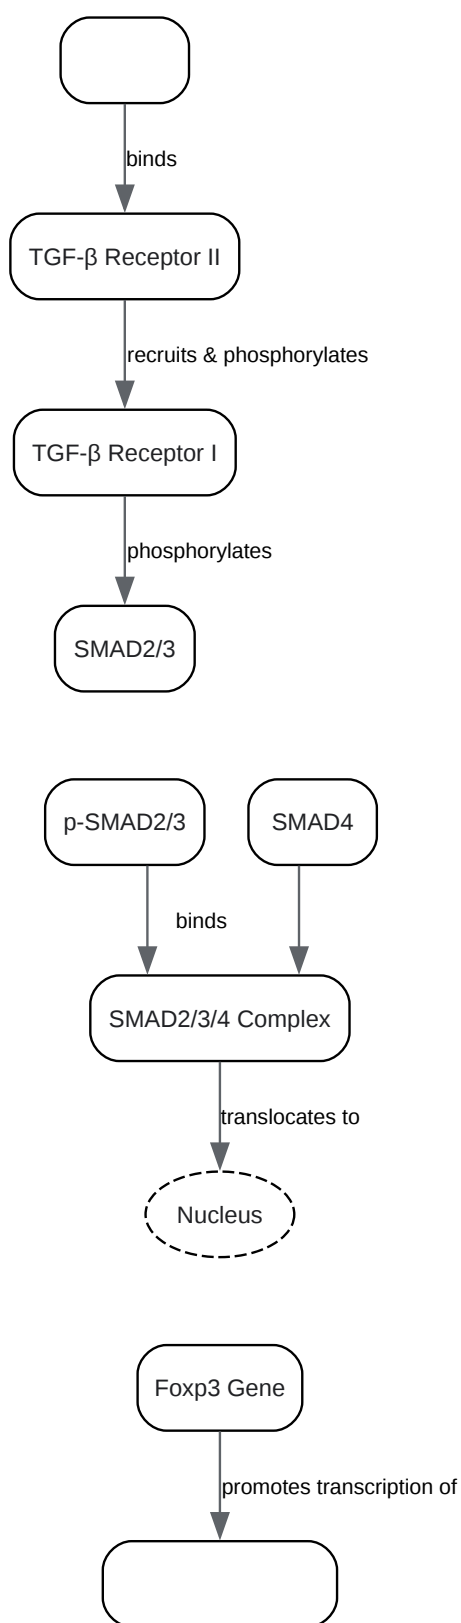 binds
TGF-β Receptor II
recruits & phosphorylates
TGF-β Receptor I
phosphorylates
SMAD2/3
p-SMAD2/3
SMAD4
binds
SMAD2/3/4 Complex
translocates to
Nucleus
Foxp3 Gene
promotes transcription of